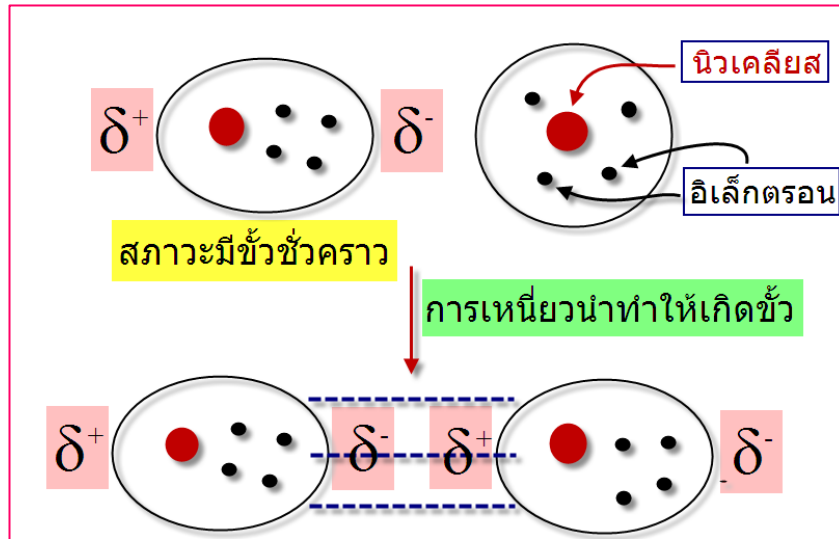 นิวเคลียส
δ⁺
δ⁻
อิเล็กตรอน
สภาวะมีขั้วชั่วคราว
การเหนี่ยวนำทำให้เกิดขั้ว
δ⁺
δ⁻
δ⁺
δ⁻